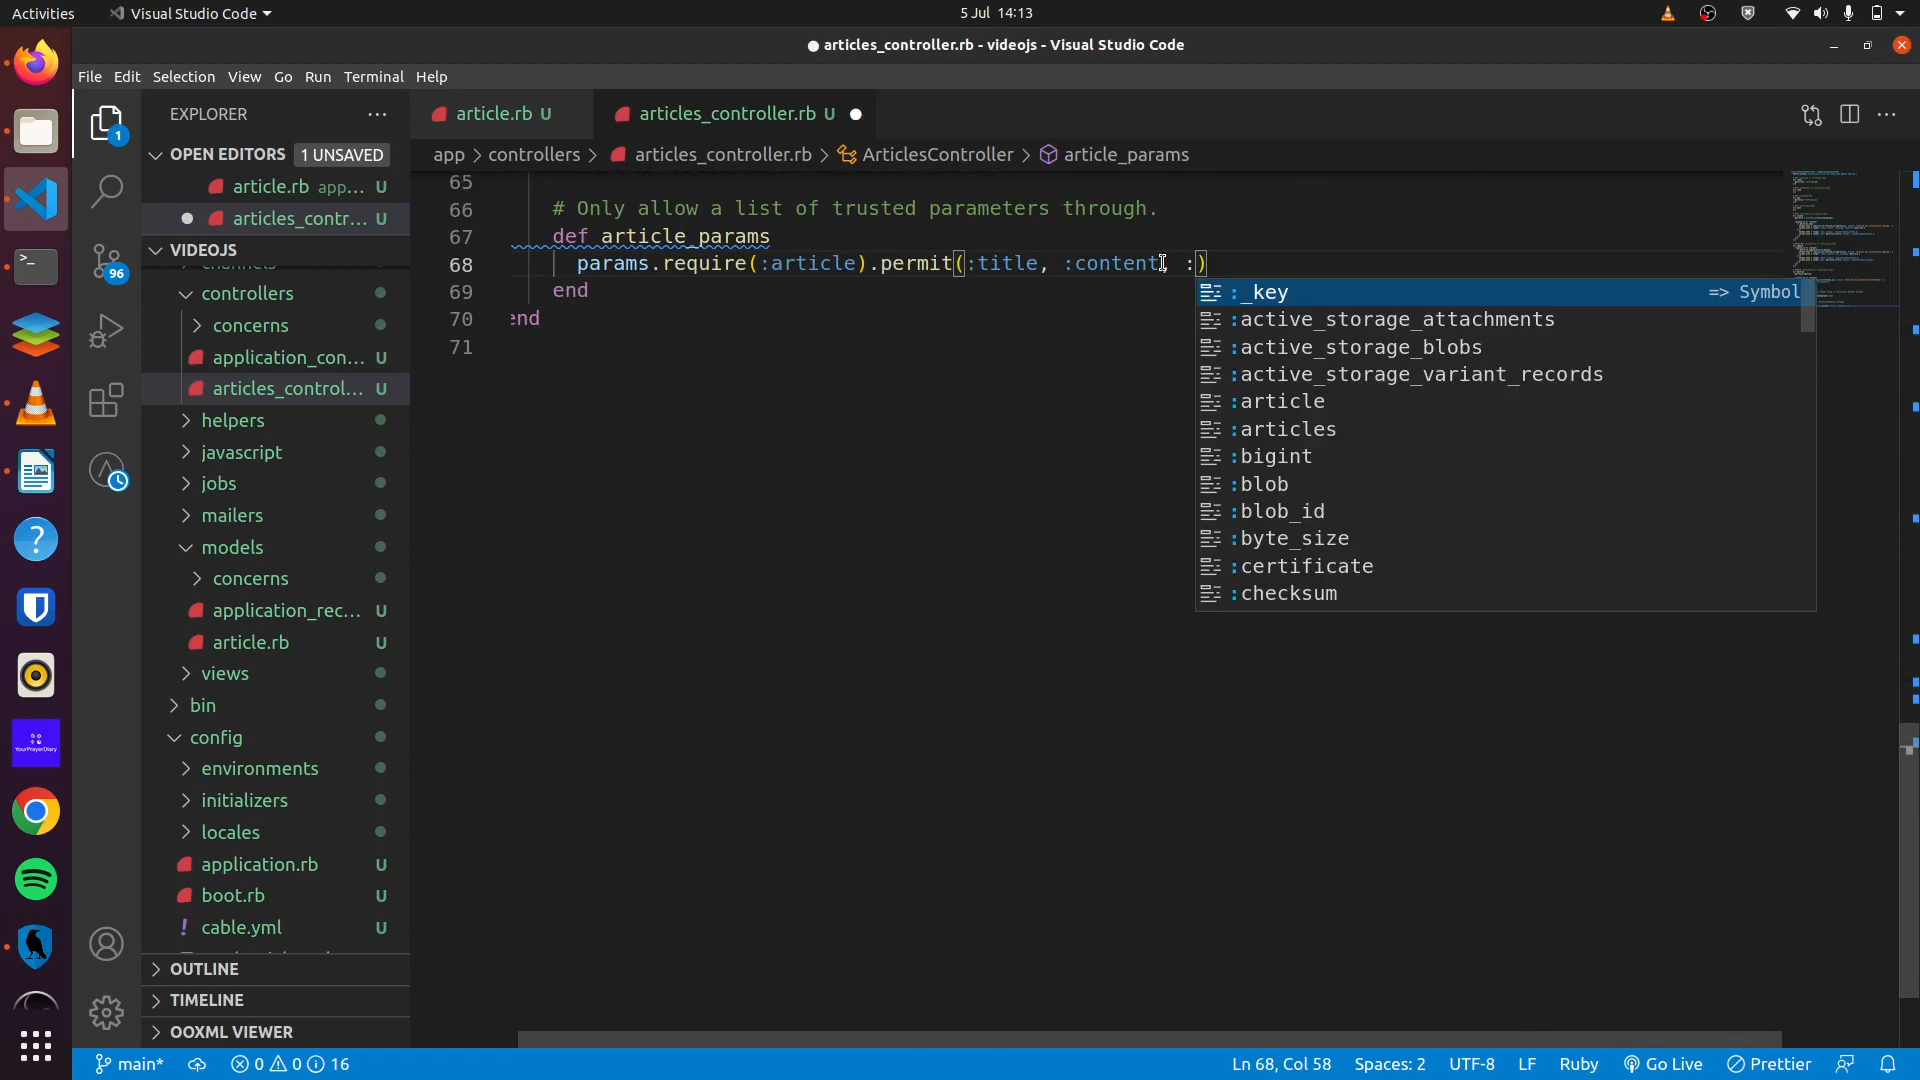 Activities
Visual Studio Code
5 Jul 14:13
articles_controller.rb - videojs - Visual Studio Code
File Edit Selection View Go Run Terminal Help
EXPLORER
article.rb U
articles_controller.rb U
OPEN EDITORS 1 UNSAVED
app > controllers > articles_controller.rb > ArticlesController > article_params
article.rb app... U
articles_contr... U
VIDEOJS
controllers
concerns
application_con... U
articles_control... U
helpers
javascript
jobs
mailers
models
concerns
application_rec... U
article.rb U
views
bin
config
environments
initializers
locales
application.rb U
boot.rb U
! cable.yml U
OUTLINE
TIMELINE
OOXML VIEWER
1
96
YourPrayerDiary
65
66 # Only allow a list of trusted parameters through.
67 def article_params
68 params.require(:article).permit(:title, :content, :)
69 end
70 end
71
:_key => Symbol
:active_storage_attachments
:active_storage_blobs
:active_storage_variant_records
:article
:articles
:bigint
:blob
:blob_id
:byte_size
:certificate
:checksum
main* 0 0 16
Ln 68, Col 58 Spaces: 2 UTF-8 LF Ruby Go Live Prettier